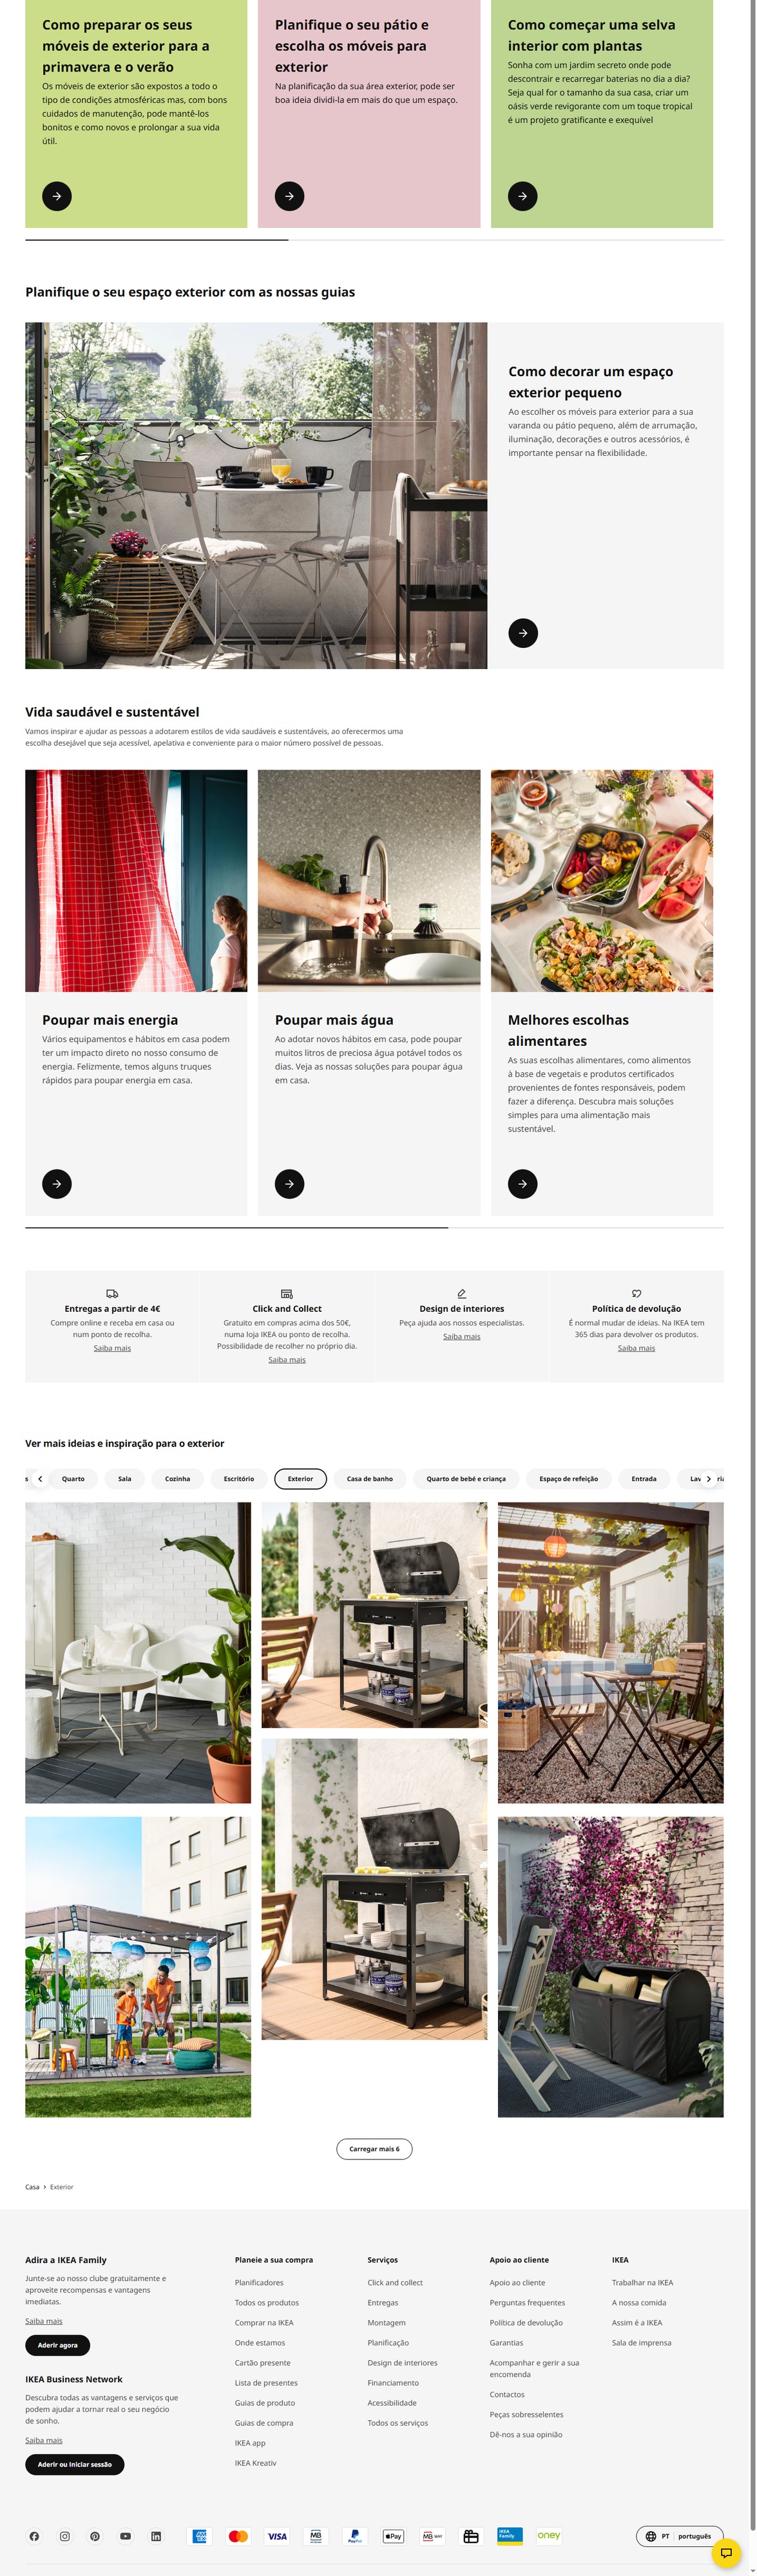 Como preparar os seus
móveis de exterior para a
primavera e o verão
Os móveis de exterior são expostos a todo o
tipo de condições atmosféricas mas, com bons
cuidados de manutenção, pode mantê-los
bonitos e como novos e prolongar a sua vida
útil.
Planifique o seu pátio e
escolha os móveis para
exterior
Na planificação da sua área exterior, pode ser
boa ideia dividi-la em mais do que um espaço.
Como começar uma selva
interior com plantas
Sonha com um jardim secreto onde pode
descontrair e recarregar baterias no dia a dia?
Seja qual for o tamanho da sua casa, criar um
oásis verde revigorante com um toque tropical
é um projeto gratificante e exequível
Planifique o seu espaço exterior com as nossas guias
Como decorar um espaço
exterior pequeno
Ao escolher os móveis para exterior para a sua
varanda ou pátio pequeno, além de arrumação,
iluminação, decorações e outros acessórios, é
importante pensar na flexibilidade.
Vida saudável e sustentável
Vamos inspirar e ajudar as pessoas a adotarem estilos de vida saudáveis e sustentáveis, ao oferecermos uma
escolha desejável que seja acessível, apelativa e conveniente para o maior número possível de pessoas.
Poupar mais energia
Vários equipamentos e hábitos em casa podem
ter um impacto direto no nosso consumo de
energia. Felizmente, temos alguns truques
rápidos para poupar energia em casa.
Poupar mais água
Ao adotar novos hábitos em casa, pode poupar
muitos litros de preciosa água potável todos os
dias. Veja as nossas soluções para poupar água
em casa.
Melhores escolhas
alimentares
As suas escolhas alimentares, como alimentos
à base de vegetais e produtos certificados
provenientes de fontes responsáveis, podem
fazer a diferença. Descubra mais soluções
simples para uma alimentação mais
sustentável.
Entregas a partir de 4€
Compre online e receba em casa ou
num ponto de recolha.
Saiba mais
Click and Collect
Gratuito em compras acima dos 50€,
numa loja IKEA ou ponto de recolha.
Possibilidade de recolher no próprio dia.
Saiba mais
Design de interiores
Peça ajuda aos nossos especialistas.
Saiba mais
Política de devolução
É normal mudar de ideias. Na IKEA tem
365 dias para devolver os produtos.
Saiba mais
Ver mais ideias e inspiração para o exterior
s Quarto Sala Cozinha Escritório Exterior Casa de banho Quarto de bebé e criança Espaço de refeição Entrada Lav
Carregar mais 6
Casa › Exterior
Adira a IKEA Family
Junte-se ao nosso clube gratuitamente e
aproveite recompensas e vantagens
imediatas.
Saiba mais
Aderir agora
IKEA Business Network
Descubra todas as vantagens e serviços que
podem ajudar a tornar real o seu negócio
de sonho.
Saiba mais
Aderir ou Iniciar sessão
Planeie a sua compra
Planificadores
Todos os produtos
Comprar na IKEA
Onde estamos
Cartão presente
Lista de presentes
Guias de produto
Guias de compra
IKEA app
IKEA Kreativ
Serviços
Click and collect
Entregas
Montagem
Planificação
Design de interiores
Financiamento
Acessibilidade
Todos os serviços
Apoio ao cliente
Apoio ao cliente
Perguntas frequentes
Política de devolução
Garantias
Acompanhar e gerir a sua
encomenda
Contactos
Peças sobresselentes
Dê-nos a sua opinião
IKEA
Trabalhar na IKEA
A nossa comida
Assim é a IKEA
Sala de imprensa
VISA
MB
PayPal
Pay
MB WAY
IKEA
Family
oney
PT | português